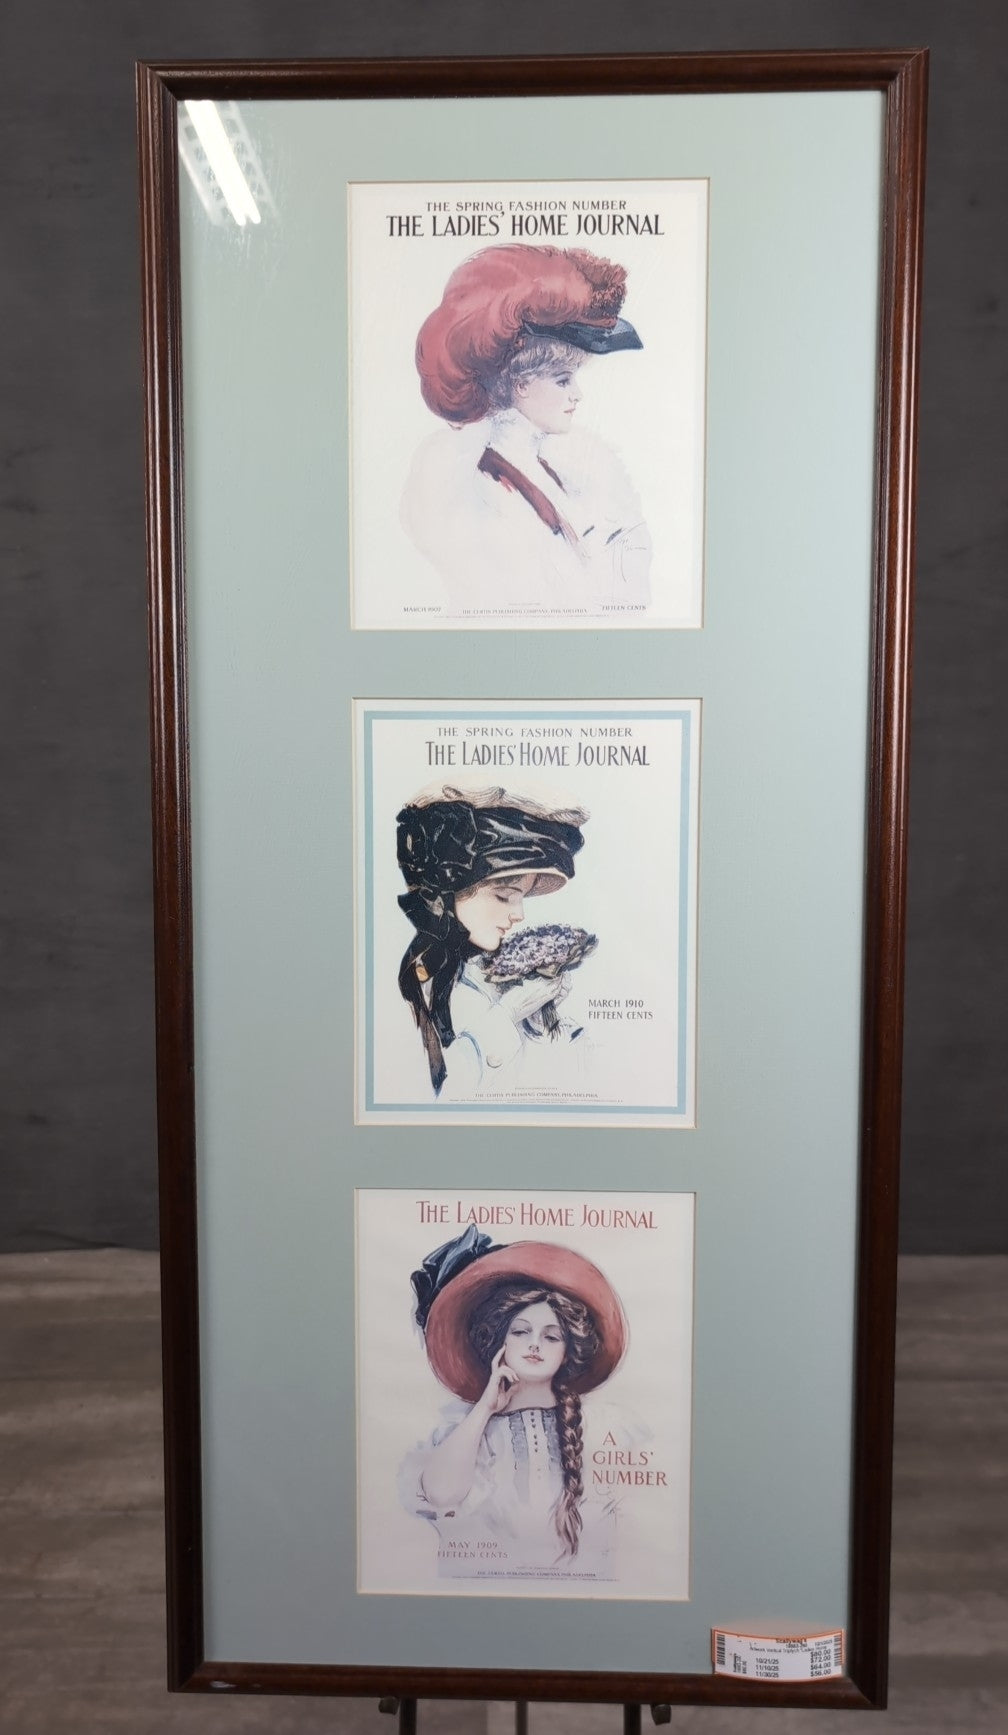 THE SPRING FASHION NUMBER
THE LADIES' HOME JOURNAL
MARCH 1907
THE CURTIS PUBLISHING COMPANY, PHILADELPHIA
FIFTEEN CENTS
THE SPRING FASHION NUMBER
THE LADIES' HOME JOURNAL
MARCH 1910
FIFTEEN CENTS
THE CURTIS PUBLISHING COMPANY, PHILADELPHIA
THE LADIES' HOME JOURNAL
A
GIRLS'
NUMBER
MAY 1909
FIFTEEN CENTS
THE CURTIS PUBLISHING COMPANY, PHILADELPHIA
$80.00
10/21/25 $72.00
11/10/25 $64.00
11/30/25 $56.00